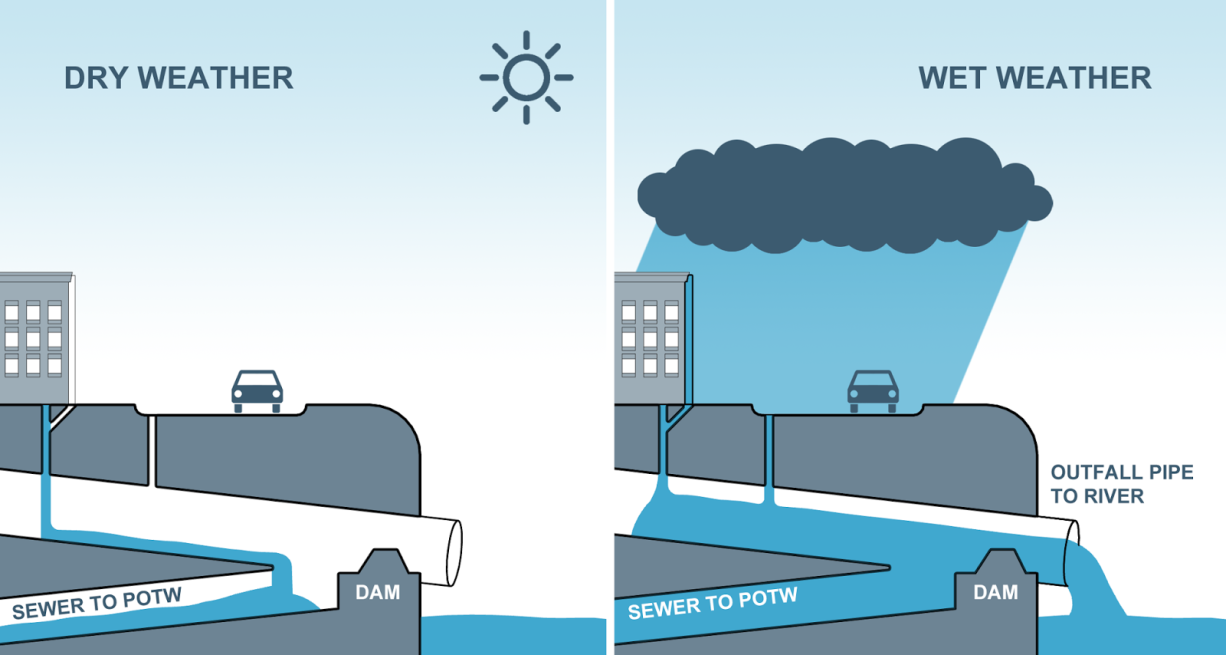 DRY WEATHER
SEWER TO POTW
DAM
WET WEATHER
OUTFALL PIPE
TO RIVER
SEWER TO POTW
DAM